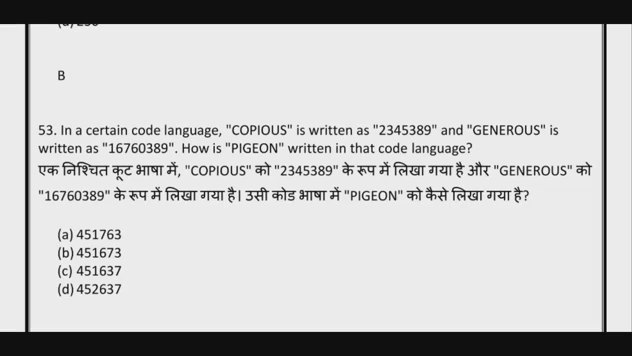 B
53. In a certain code language, "COPIOUS" is written as "2345389" and "GENEROUS" is
written as "16760389". How is "PIGEON" written in that code language?
एक निश्चित कूट भाषा में, "COPIOUS" को "2345389" के रूप में लिखा गया है और "GENEROUS" को
"16760389" के रूप में लिखा गया है। उसी कोड भाषा में "PIGEON" को कैसे लिखा गया है?
(a) 451763
(b) 451673
(c) 451637
(d) 452637